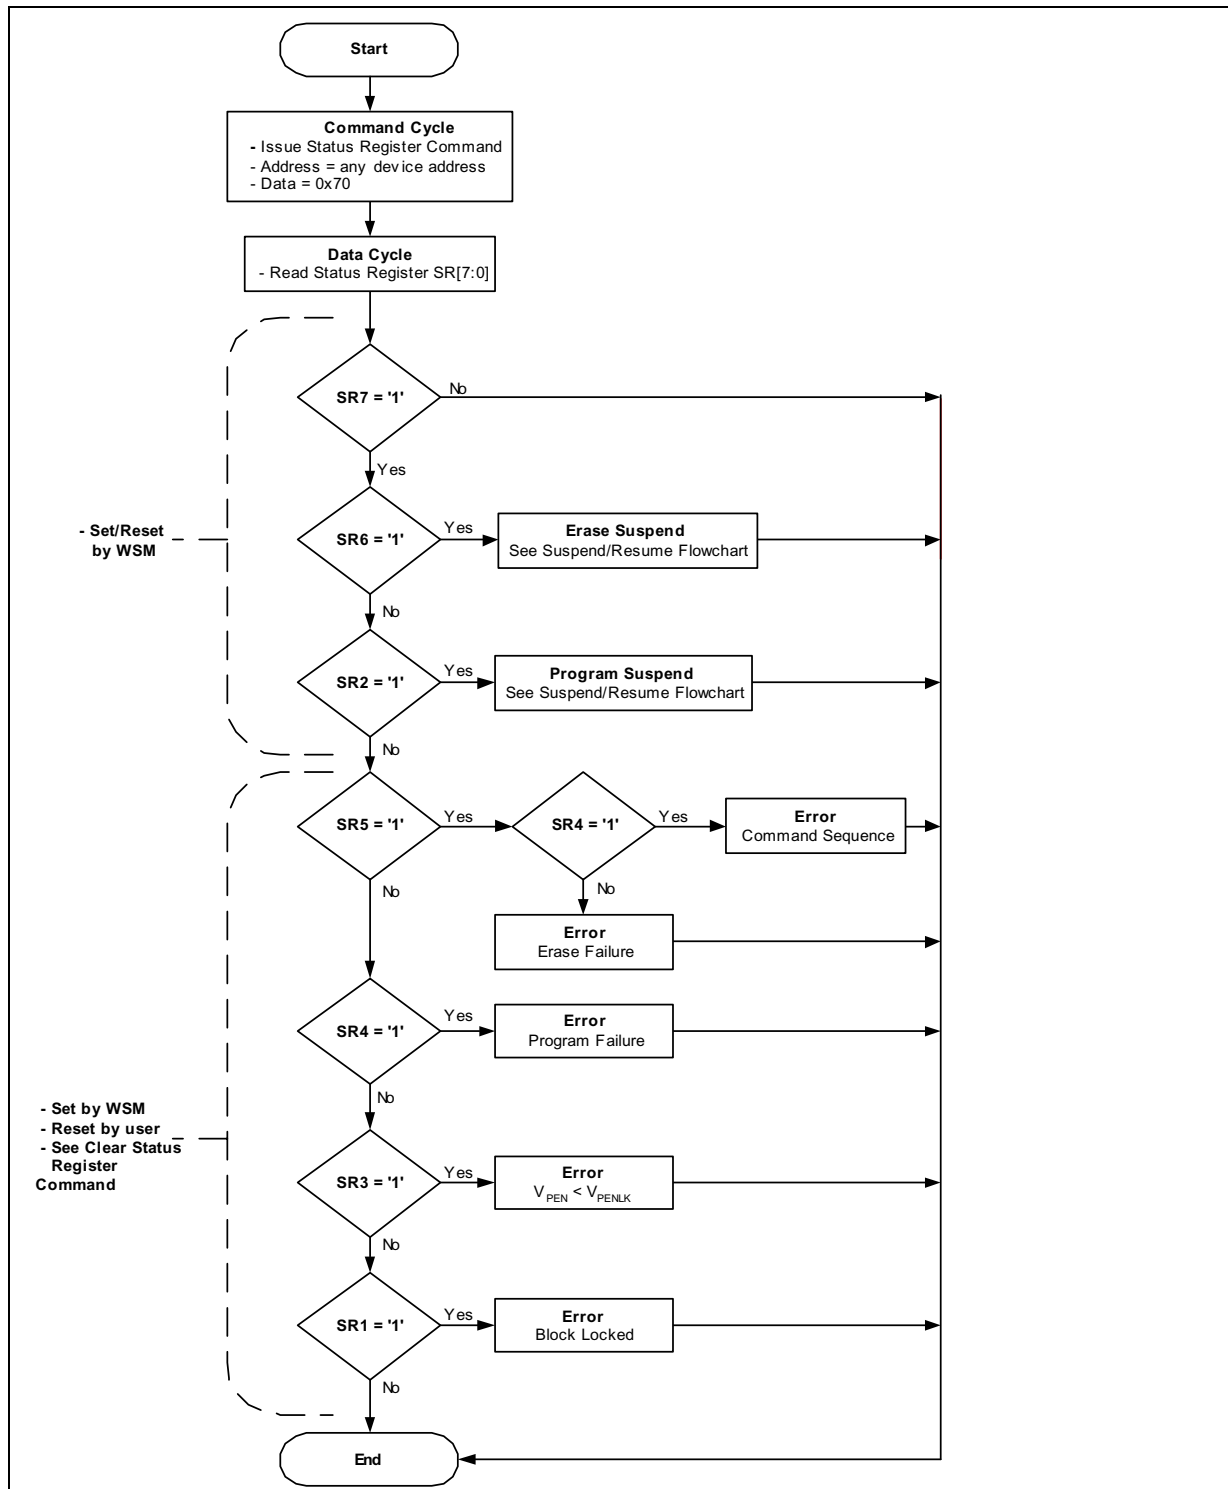 Start
Command Cycle
- Issue Status Register Command
- Address = any device address
- Data = 0x70
Data Cycle
- Read Status Register SR[7:0]
SR7 = '1'
No
Yes
- Set/Reset
by WSM
SR6 = '1'
Yes
Erase Suspend
See Suspend/Resume Flowchart
No
SR2 = '1'
Yes
Program Suspend
See Suspend/Resume Flowchart
No
SR5 = '1'
Yes
SR4 = '1'
Yes
Error
Command Sequence
No
No
Error
Erase Failure
SR4 = '1'
Yes
Error
Program Failure
No
- Set by WSM
- Reset by user
- See Clear Status
Register
Command
SR3 = '1'
Yes
Error
VPEN < VPENLK
No
SR1 = '1'
Yes
Error
Block Locked
No
End